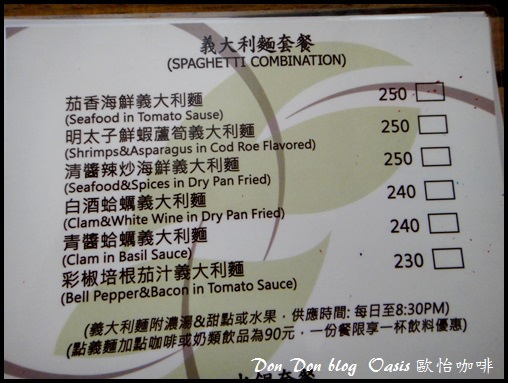 義大利麵套餐
(SPAGHETTI COMBINATION)
茄香海鮮義大利麵 250
(Seafood in Tomato Sause)
明太子鮮蝦蘆筍義大利麵 250
(Shrimps&Asparagus in Cod Roe Flavored)
清醬辣炒海鮮義大利麵 250
(Seafood&Spices in Dry Pan Fried)
白酒蛤蠣義大利麵 240
(Clam&White Wine in Dry Pan Fried)
青醬蛤蠣義大利麵 240
(Clam in Basil Sauce)
彩椒培根茄汁義大利麵 230
(Bell Pepper&Bacon in Tomato Sauce)
(義大利麵附濃湯&甜點或水果，供應時間: 每日至8:30PM)
(點義麵加點咖啡或奶類飲品為90元，一份餐限享一杯飲料優惠)
Don Don blog Oasis 歐怡咖啡